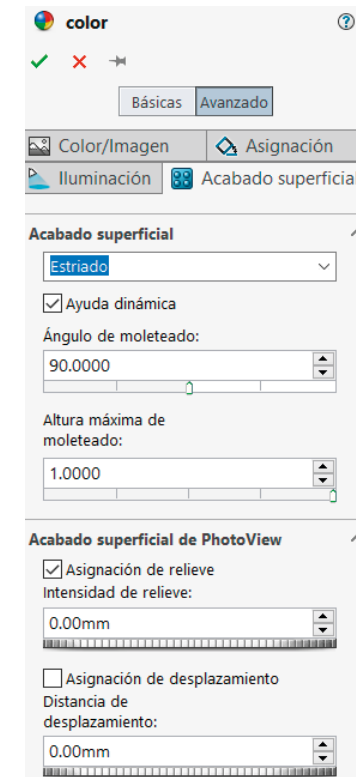 color
Básicas Avanzado
Color/Imagen Asignación
Iluminación Acabado superficial
Acabado superficial
Estriado
Ayuda dinámica
Ángulo de moleteado:
90.0000
Altura máxima de
moleteado:
1.0000
Acabado superficial de PhotoView
Asignación de relieve
Intensidad de relieve:
0.00mm
Asignación de desplazamiento
Distancia de
desplazamiento:
0.00mm